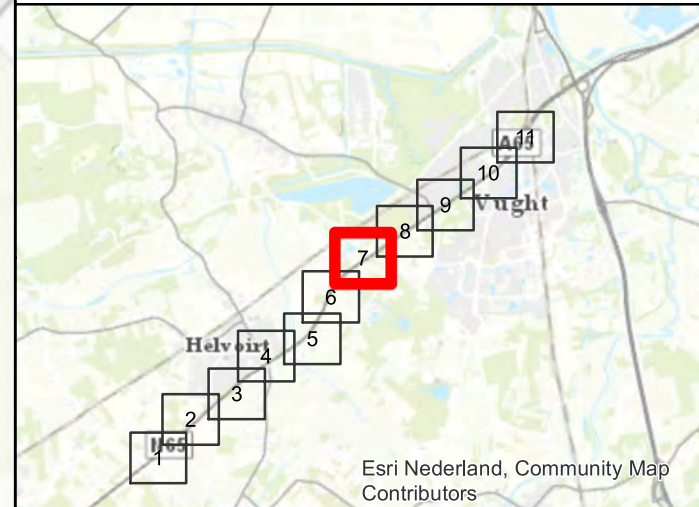 11
A65
10
9
Vught
8
7
6
Helvoirt
5
4
3
2
N65
1
Esri Nederland, Community Map
Contributors